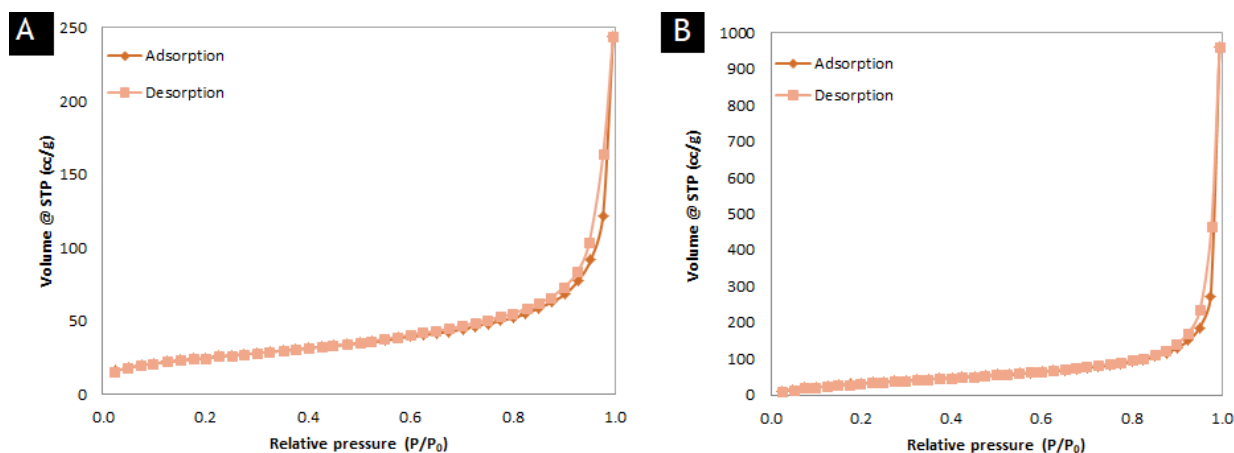 A
Adsorption
Desorption
Volume @ STP (cc/g)
250
200
150
100
50
0
0.0 0.2 0.4 0.6 0.8 1.0
Relative pressure (P/P₀)
B
Adsorption
Desorption
Volume @ STP (cc/g)
1000
900
800
700
600
500
400
300
200
100
0
0.0 0.2 0.4 0.6 0.8 1.0
Relative pressure (P/P₀)